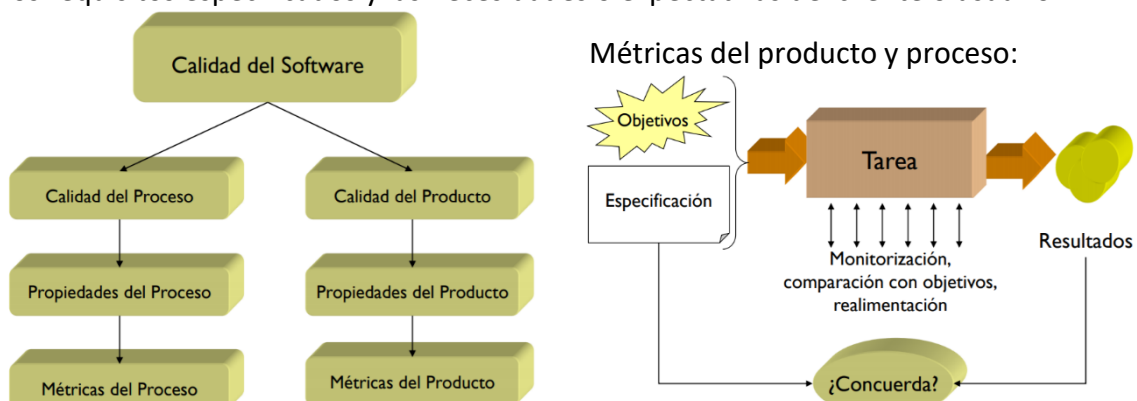 Calidad del Software
Calidad del Proceso
Calidad del Producto
Propiedades del Proceso
Propiedades del Producto
Métricas del Proceso
Métricas del Producto
Métricas del producto y proceso:
Objetivos
Especificación
Tarea
Monitorización,
comparación con objetivos,
realimentación
Resultados
¿Concuerda?